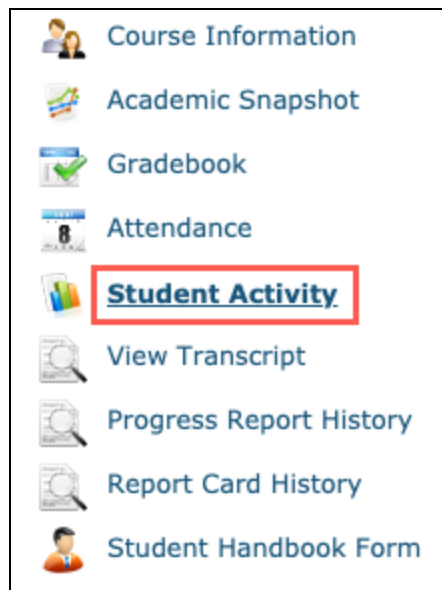 Course Information
Academic Snapshot
Gradebook
8
Attendance
Student Activity
View Transcript
Progress Report History
Report Card History
Student Handbook Form